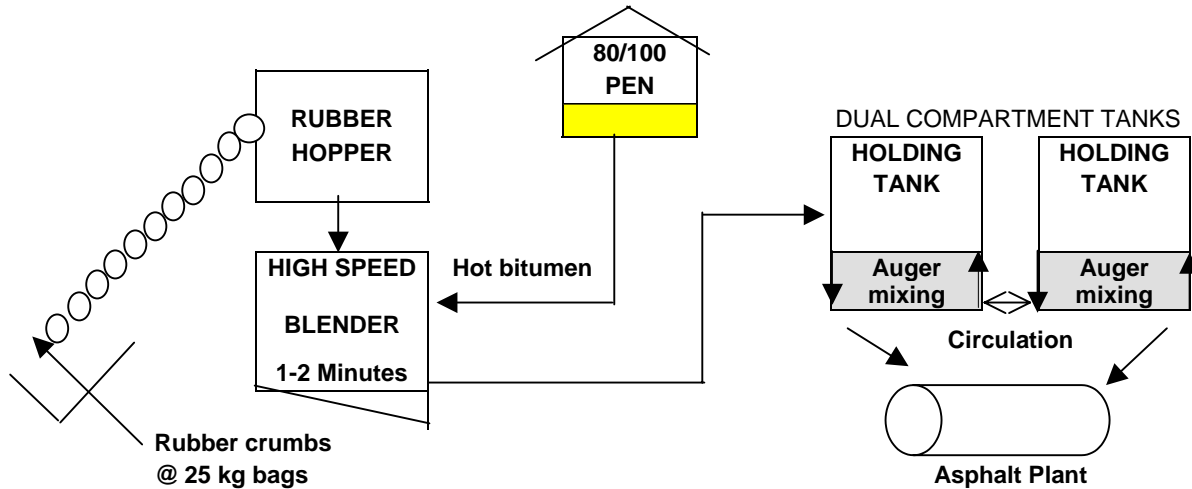 80/100
PEN
RUBBER
HOPPER
DUAL COMPARTMENT TANKS
HOLDING
TANK
HOLDING
TANK
HIGH SPEED
BLENDER
1-2 Minutes
Hot bitumen
Auger
mixing
Auger
mixing
Circulation
Rubber crumbs
@ 25 kg bags
Asphalt Plant